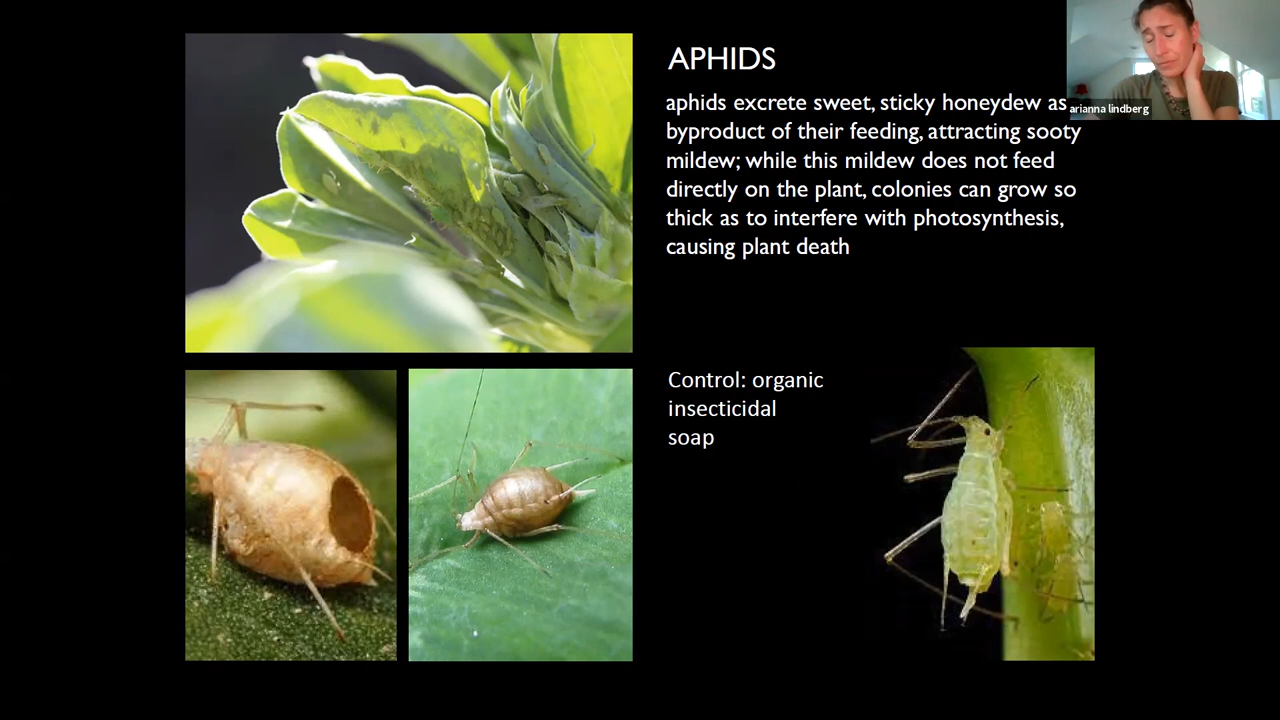 APHIDS
aphids excrete sweet, sticky honeydew as
arianna lindberg
byproduct of their feeding, attracting sooty
mildew; while this mildew does not feed
directly on the plant, colonies can grow so
thick as to interfere with photosynthesis,
causing plant death
Control: organic
insecticidal
soap